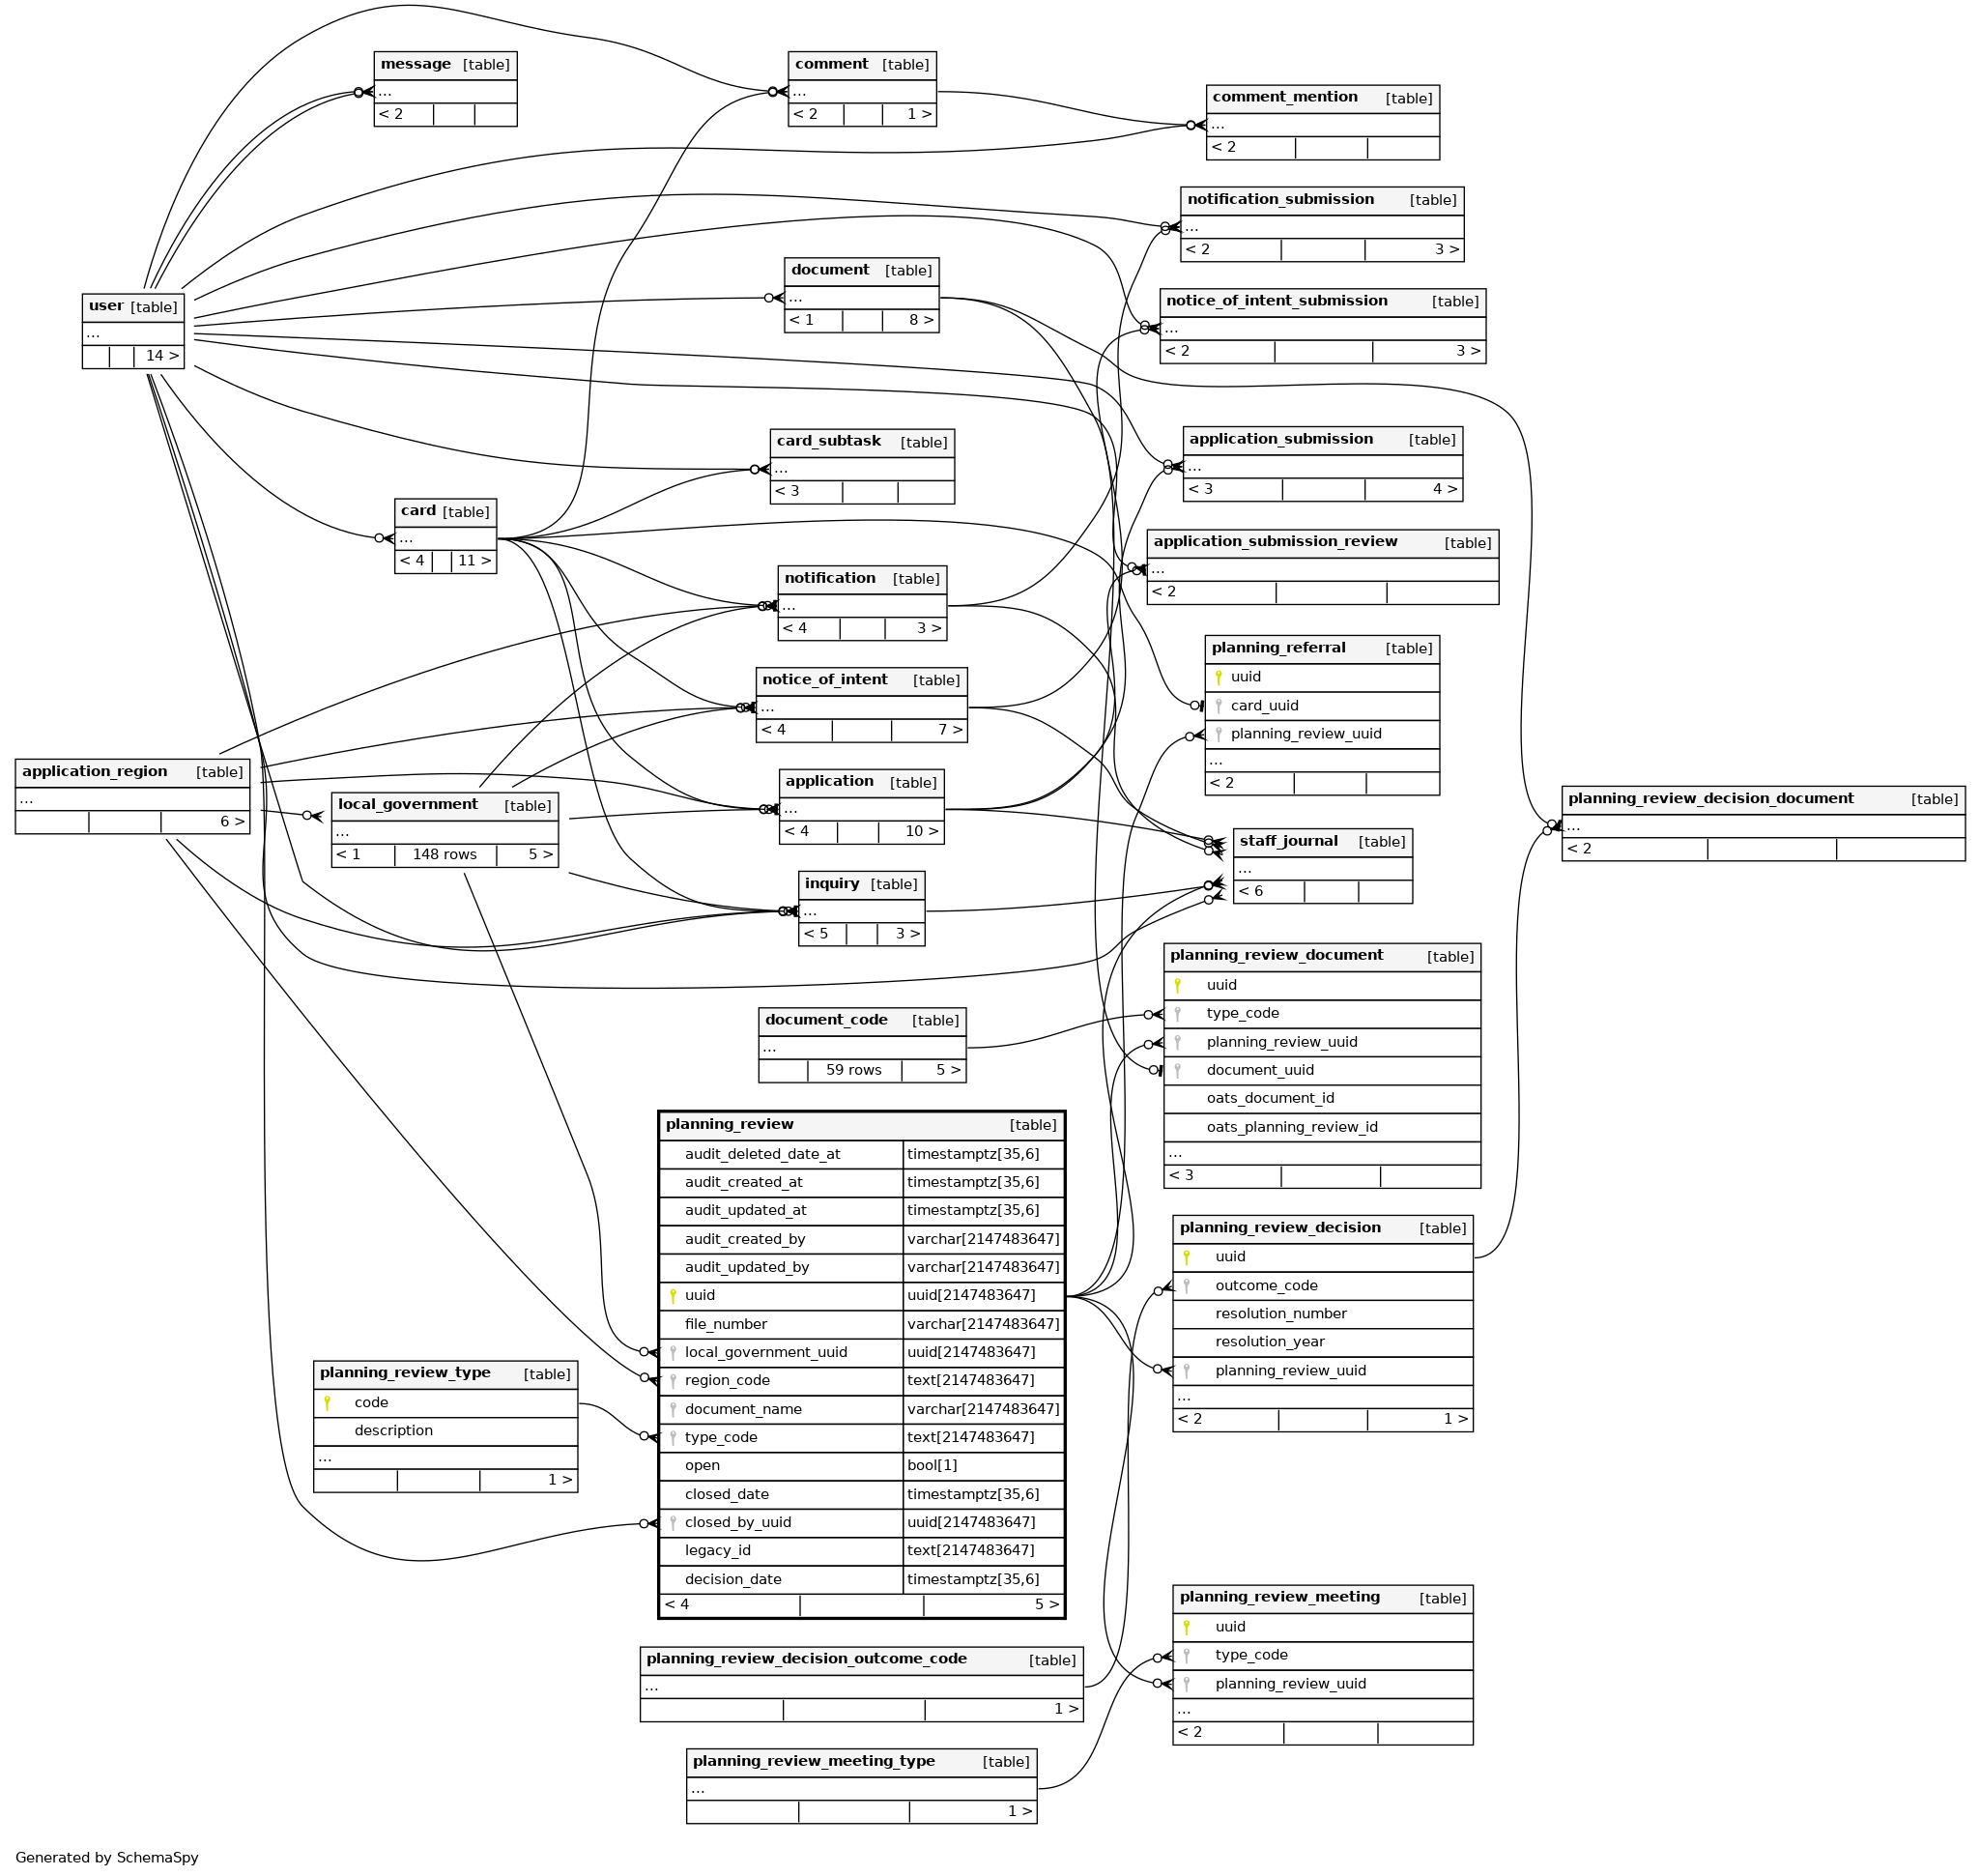 message [table]
...
< 2
comment [table]
...
< 2 1 >
comment_mention [table]
...
< 2
notification_submission [table]
...
< 2 3 >
document [table]
...
< 1 8 >
user [table]
...
14 >
notice_of_intent_submission [table]
...
< 2 3 >
card_subtask [table]
...
< 3
application_submission [table]
...
< 3 4 >
card [table]
...
< 4 11 >
application_submission_review [table]
...
< 2
notification [table]
...
< 4 3 >
planning_referral [table]
uuid
card_uuid
planning_review_uuid
...
< 2
notice_of_intent [table]
...
< 4 7 >
application_region [table]
...
6 >
local_government [table]
...
< 1 148 rows 5 >
application [table]
...
< 4 10 >
planning_review_decision_document [table]
...
< 2
staff_journal [table]
...
< 6
inquiry [table]
...
< 5 3 >
planning_review_document [table]
uuid
type_code
planning_review_uuid
document_uuid
oats_document_id
oats_planning_review_id
...
< 3
document_code [table]
...
59 rows 5 >
planning_review [table]
audit_deleted_date_at timestamptz[35,6]
audit_created_at timestamptz[35,6]
audit_updated_at timestamptz[35,6]
audit_created_by varchar[2147483647]
audit_updated_by varchar[2147483647]
uuid uuid[2147483647]
file_number varchar[2147483647]
local_government_uuid uuid[2147483647]
region_code text[2147483647]
document_name varchar[2147483647]
type_code text[2147483647]
open bool[1]
closed_date timestamptz[35,6]
closed_by_uuid uuid[2147483647]
legacy_id text[2147483647]
decision_date timestamptz[35,6]
< 4 5 >
planning_review_decision [table]
uuid
outcome_code
resolution_number
resolution_year
planning_review_uuid
...
< 2 1 >
planning_review_type [table]
code
description
...
1 >
planning_review_meeting [table]
uuid
type_code
planning_review_uuid
...
< 2
planning_review_decision_outcome_code [table]
...
1 >
planning_review_meeting_type [table]
...
1 >
Generated by SchemaSpy